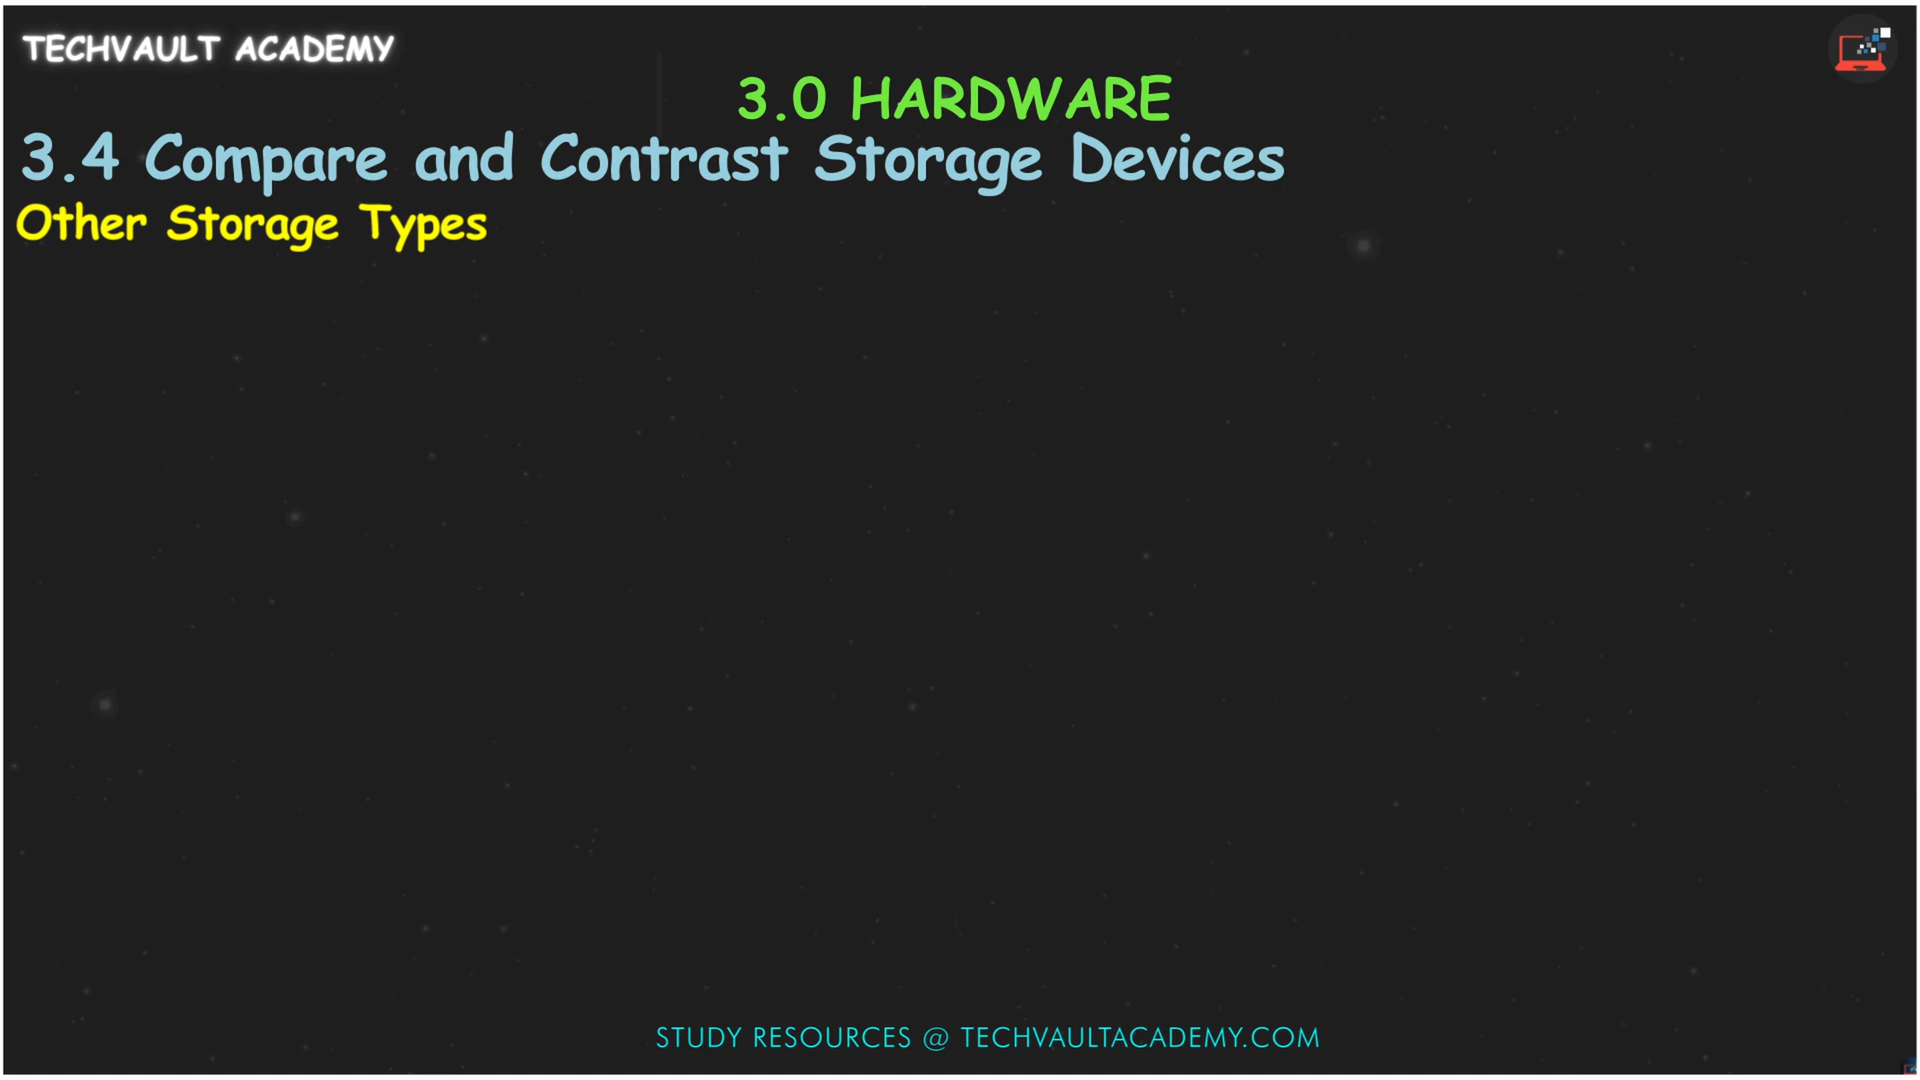 TECHVAULT ACADEMY
3.0 HARDWARE
3.4 Compare and Contrast Storage Devices
Other Storage Types
STUDY RESOURCES @ TECHVAULTACADEMY.COM